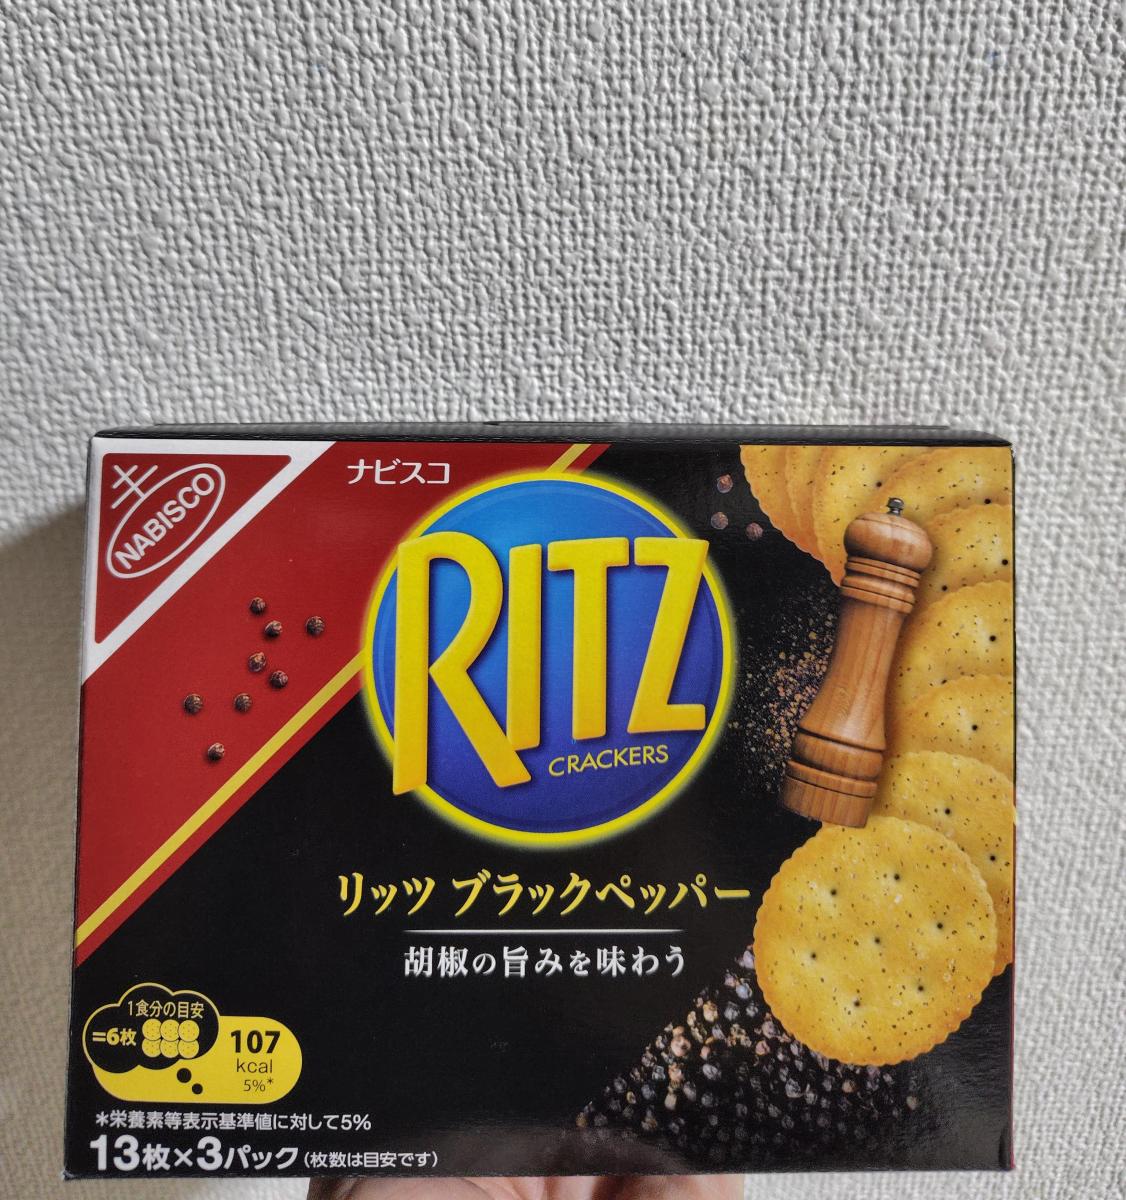 NABISCO
ナビスコ
RITZ
CRACKERS
リッツ ブラックペッパー
胡椒の旨みを味わう
1食分の目安
=6枚
107
kcal
5%*
*栄養素等表示基準値に対して5%
13枚×3パック(枚数は目安です)